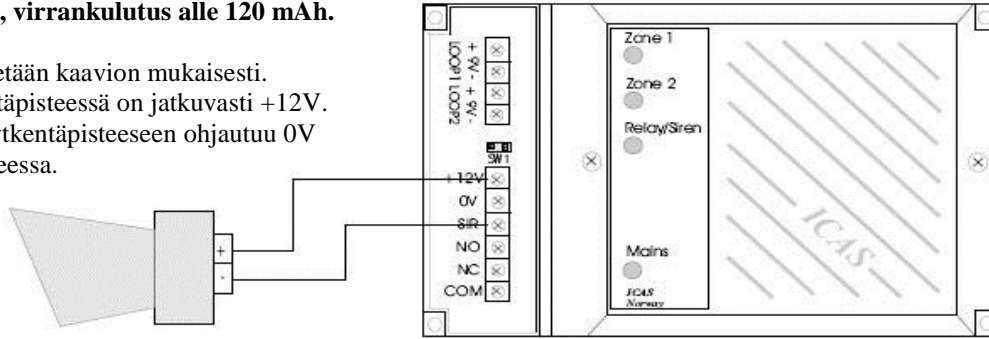 , virrankulutus alle 120 mAh.
etään kaavion mukaisesti.
täpisteessä on jatkuvasti +12V.
ytkentäpisteeseen ohjautuu 0V
eessa.
+ 9V -
LOOP1
+ 9V -
LOOP2
SW1
+12V
0V
SIR
NO
NC
COM
+
-
Zone 1
Zone 2
Relay/Siren
Mains
ICAS
Norway
ICAS